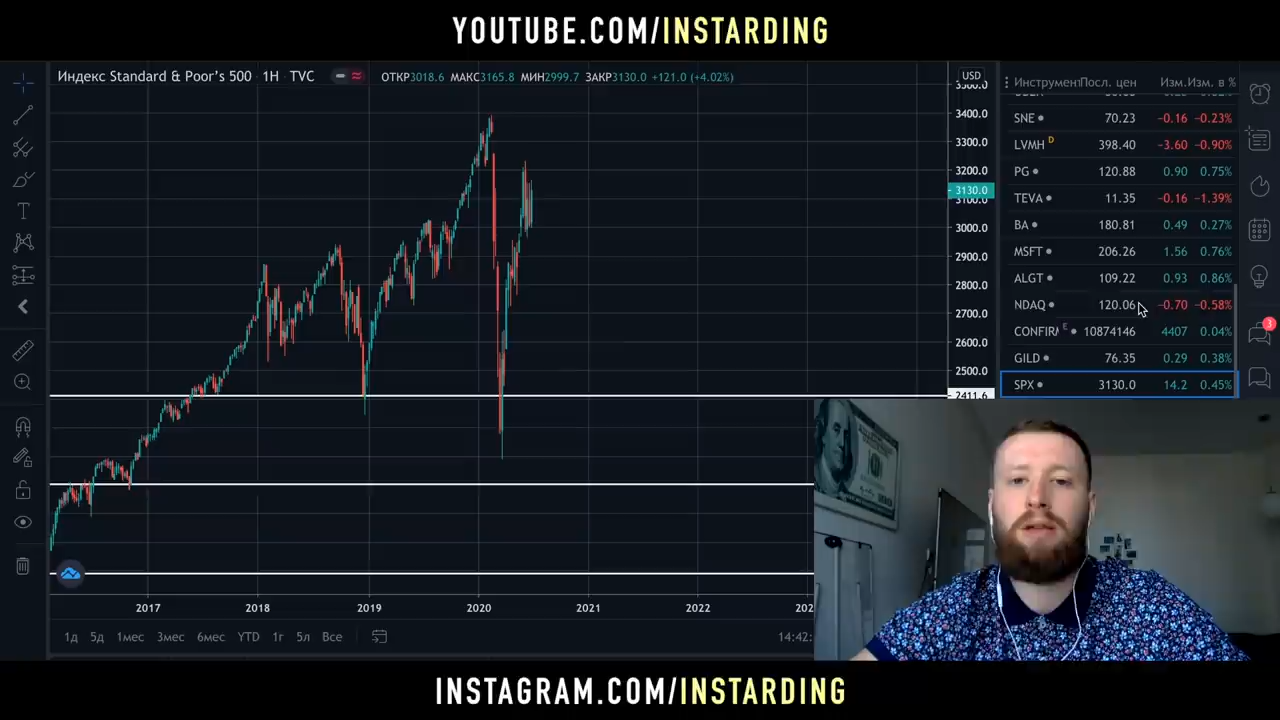 YOUTUBE.COM/INSTARDING
Индекс Standard & Poor's 500 1Н TVC ОТКР3018.6 МАКС3165.8 МИН2999.7 ЗАКР3130.0 +121.0 (+4.02%)
USD
3400.0
3200.0
3130.0
3100.0
3000.0
2900.0
2800.0
2700.0
2600.0
2500.0
2411.6
Инструмент Посл. цен Изм. Изм. в %
SNE 70.23 −0.16 −0.23%
LVMH D 398.40 −3.60 −0.90%
PG 120.88 0.90 0.75%
TEVA 11.35 −0.16 −1.39%
BA 180.81 0.49 0.27%
MSFT 206.26 1.56 0.76%
ALGT 109.22 0.93 0.86%
NDAQ 120.06 −0.70 −0.58%
CONFIRM E 10874146 4407 0.04%
GILD 76.35 0.29 0.38%
SPX 3130.0 14.2 0.45%
3
2017 2018 2019 2020 2021 2022
1д 5д 1мес 3мес 6мес YTD 1г 5л Все 14:42:
100
INSTAGRAM.COM/INSTARDING